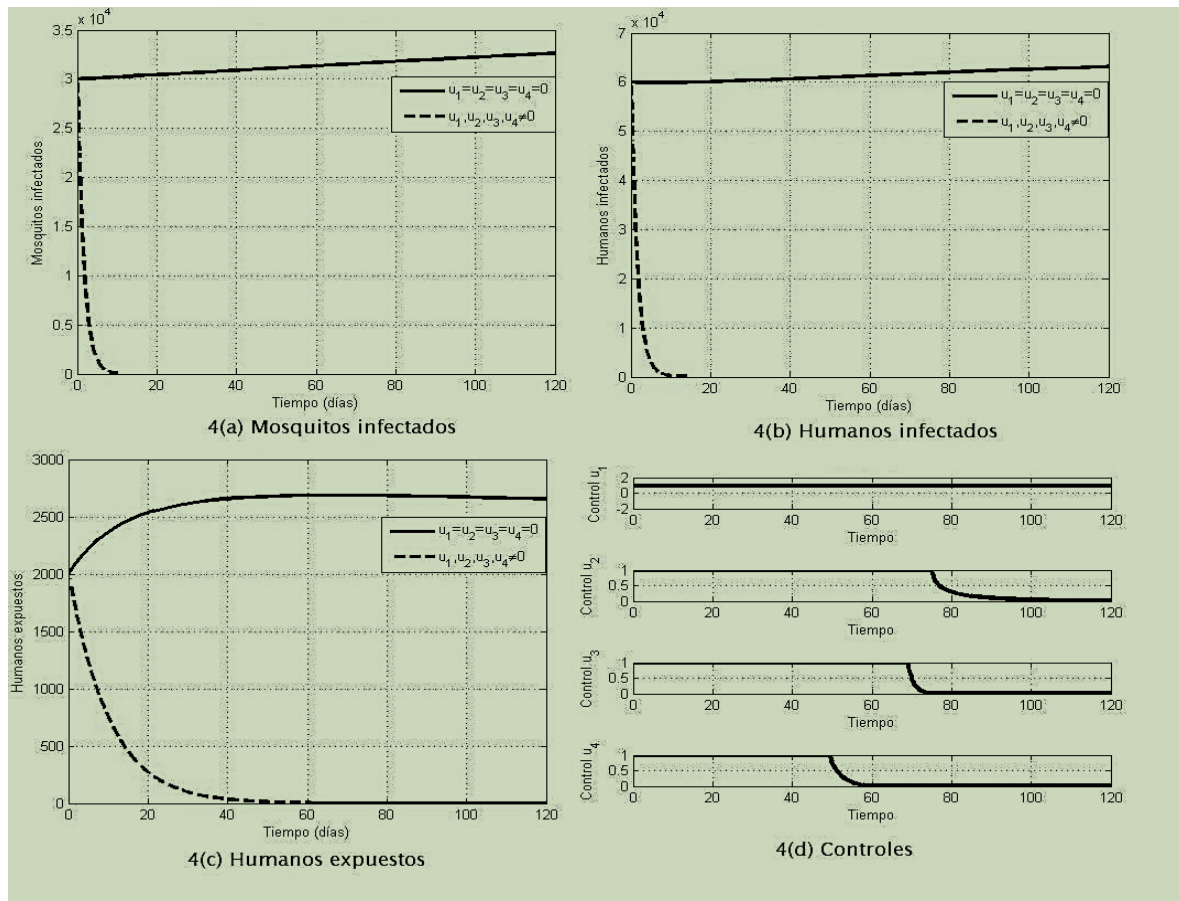 x 10⁴
3.5
3
2.5
2
1.5
1
0.5
0
Mosquitos infectados
u₁=u₂=u₃=u₄=0
u₁,u₂,u₃,u₄≠0
0 20 40 60 80 100 120
Tiempo (días)
4(a) Mosquitos infectados
x 10⁴
7
6
5
4
3
2
1
0
Humanos infectados
u₁=u₂=u₃=u₄=0
u₁,u₂,u₃,u₄≠0
0 20 40 60 80 100 120
Tiempo (días)
4(b) Humanos infectados
3000
2500
2000
1500
1000
500
0
Humanos expuestos
u₁=u₂=u₃=u₄=0
u₁,u₂,u₃,u₄≠0
0 20 40 60 80 100 120
Tiempo (días)
4(c) Humanos expuestos
Control u₁
2
0
-2
0 20 40 60 80 100 120
Tiempo
Control u₂
1
0.5
0
0 20 40 60 80 100 120
Tiempo
Control u₃
1
0.5
0
0 20 40 60 80 100 120
Tiempo
Control u₄
1
0.5
0
0 20 40 60 80 100 120
Tiempo
4(d) Controles